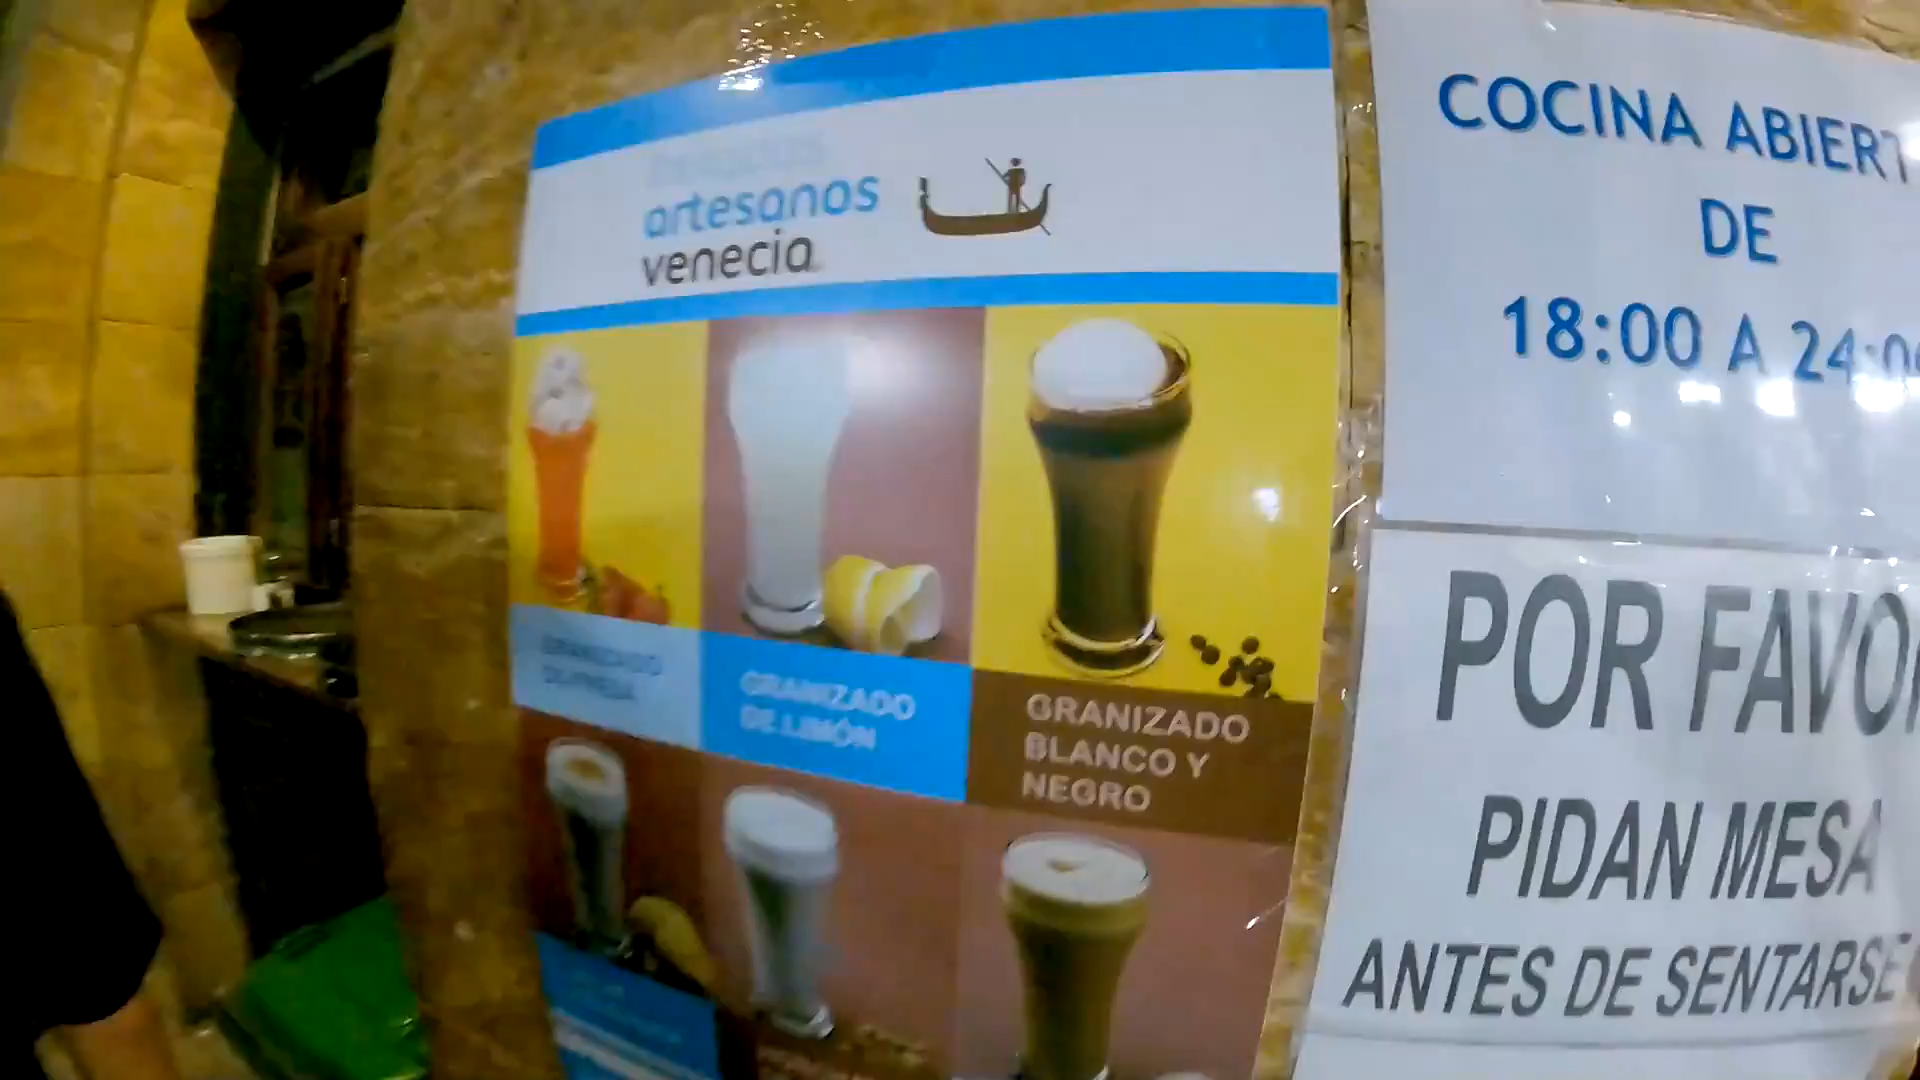 artesanos
venecia
GRANIZADO
DE LIMÓN
GRANIZADO
BLANCO Y
NEGRO
COCINA ABIERT
DE
18:00 A 24:0
POR FAVO
PIDAN MESA
ANTES DE SENTARSE